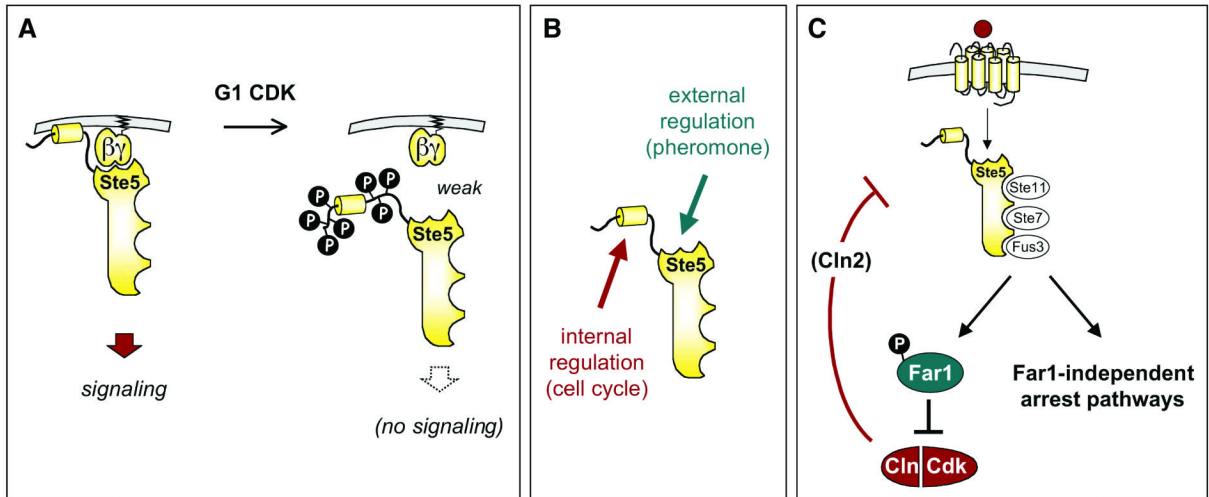 A
G1 CDK
βγ
Ste5
signaling
βγ
weak
P
P
P
P
P
P
P
P
Ste5
(no signaling)
B
external
regulation
(pheromone)
Ste5
internal
regulation
(cell cycle)
C
Ste5
Ste11
Ste7
Fus3
(Cln2)
P
Far1
Far1-independent
arrest pathways
Cln Cdk